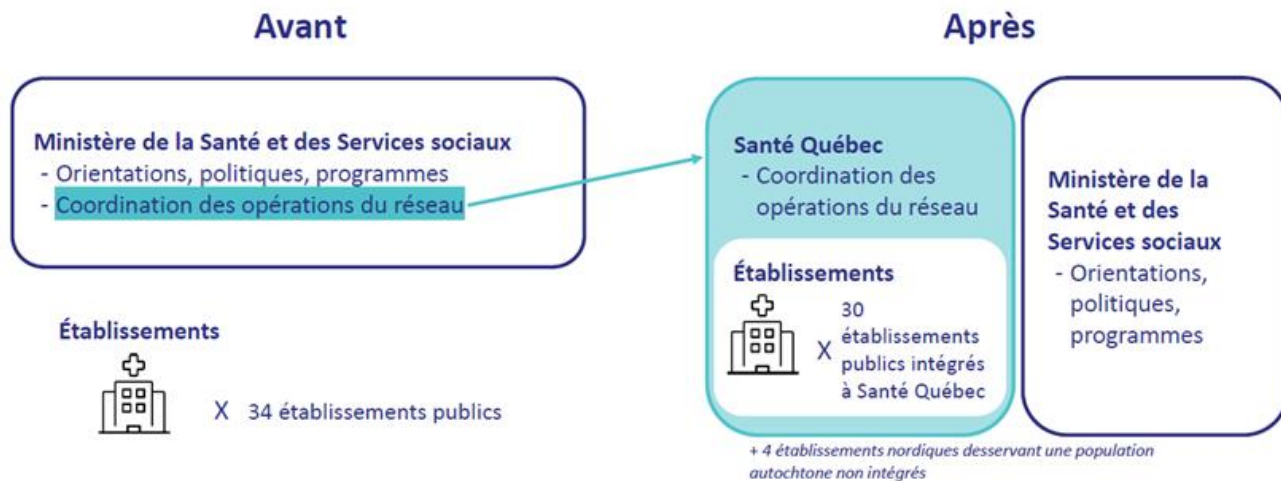 Avant
Ministère de la Santé et des Services sociaux
- Orientations, politiques, programmes
- Coordination des opérations du réseau
Établissements
X 34 établissements publics
Après
Santé Québec
- Coordination des
opérations du réseau
Établissements
X
30
établissements
publics intégrés
à Santé Québec
+ 4 établissements nordiques desservant une population
autochtone non intégrés
Ministère de la
Santé et des
Services sociaux
- Orientations,
politiques,
programmes